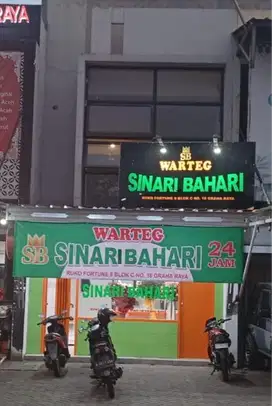 RAYA
SB
WARTEG
SINARI BAHARI
RUKO FORTUNE 8 BLOK C NO. 10 GRAHA RAYA
WARTEG
SB SINARI BAHARI 24 JAM
RUKO FORTUNE 8 BLOK C NO. 10 GRAHA RAYA
SINARI BAHARI